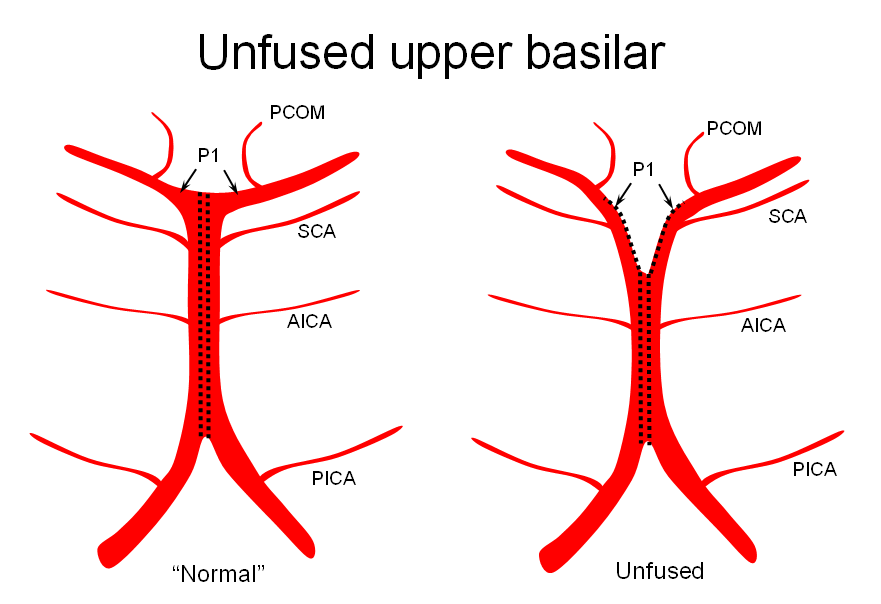 Unfused upper basilar
PCOM
P1
SCA
AICA
PICA
“Normal”
PCOM
P1
SCA
AICA
PICA
Unfused